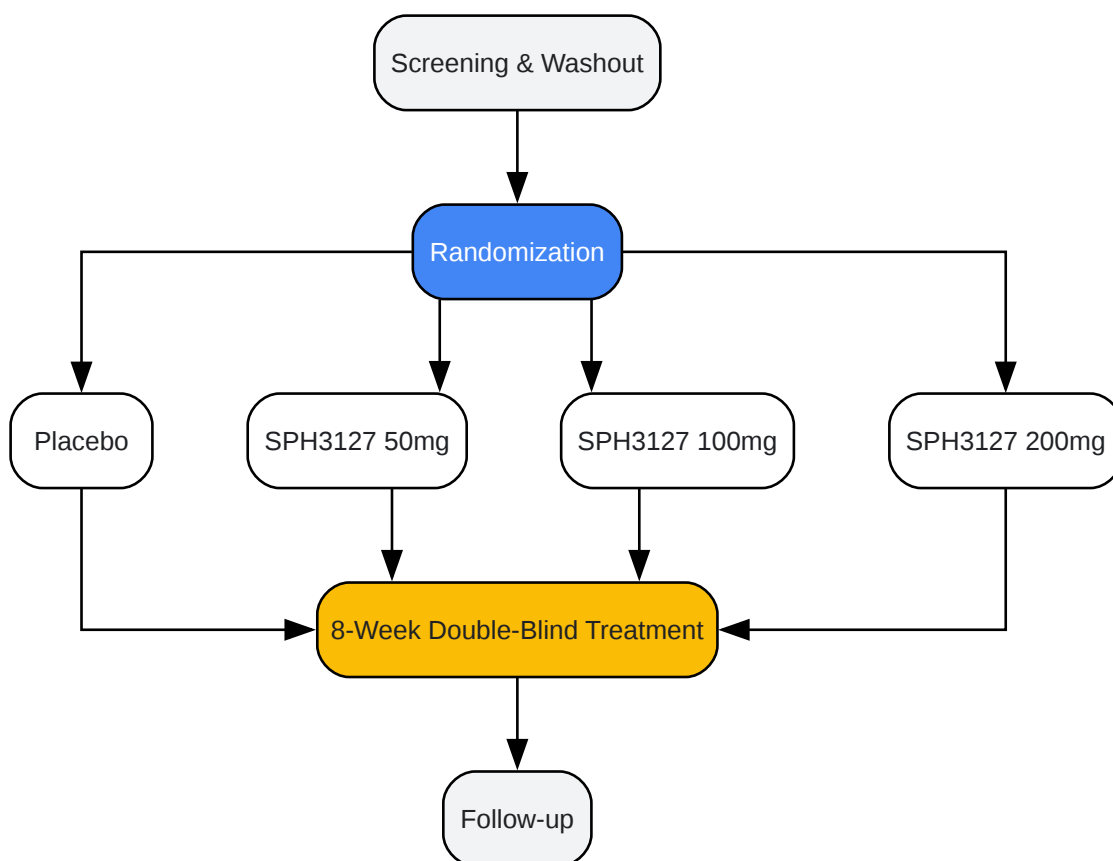 Screening & Washout
Randomization
Placebo
SPH3127 50mg
SPH3127 100mg
SPH3127 200mg
8-Week Double-Blind Treatment
Follow-up